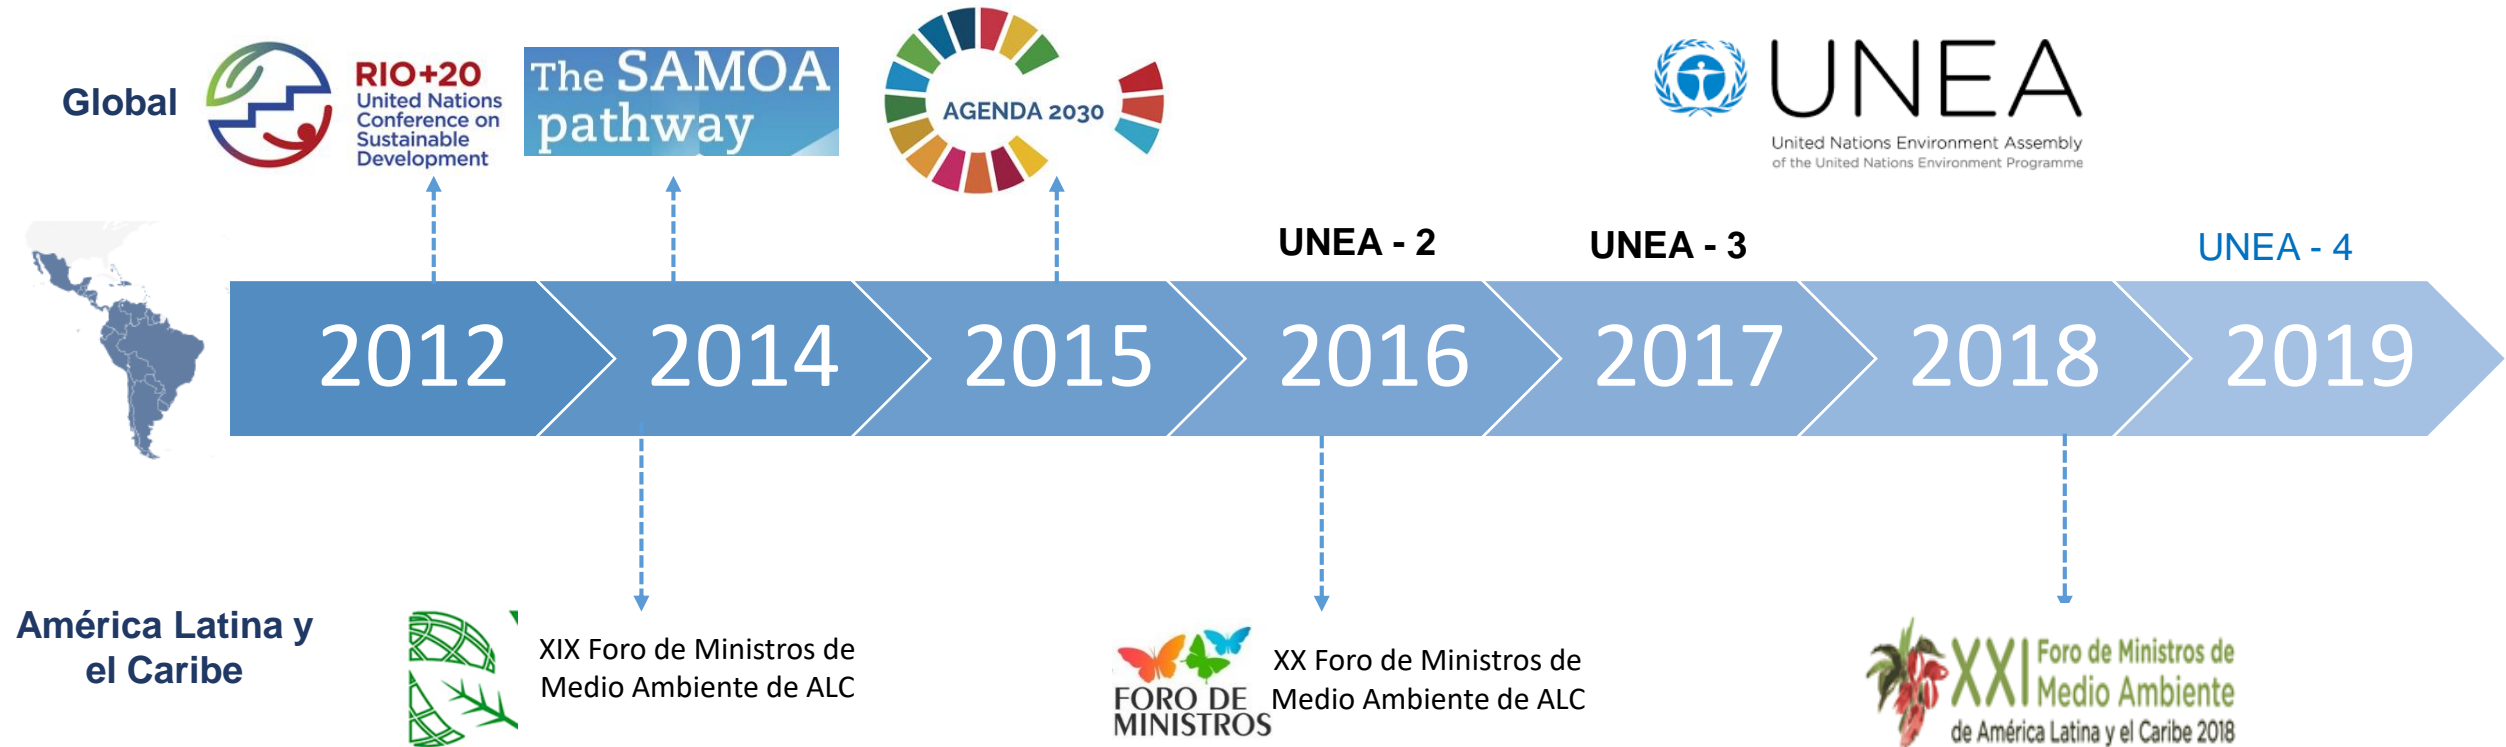 Global
RIO+20
United Nations
Conference on
Sustainable
Development
The SAMOA
pathway
AGENDA 2030
UNEA
United Nations Environment Assembly
of the United Nations Environment Programme
UNEA - 2
UNEA - 3
UNEA - 4
2012
2014
2015
2016
2017
2018
2019
América Latina y
el Caribe
XIX Foro de Ministros de
Medio Ambiente de ALC
FORO DE
MINISTROS
XX Foro de Ministros de
Medio Ambiente de ALC
XXI Foro de Ministros de
Medio Ambiente
de América Latina y el Caribe 2018